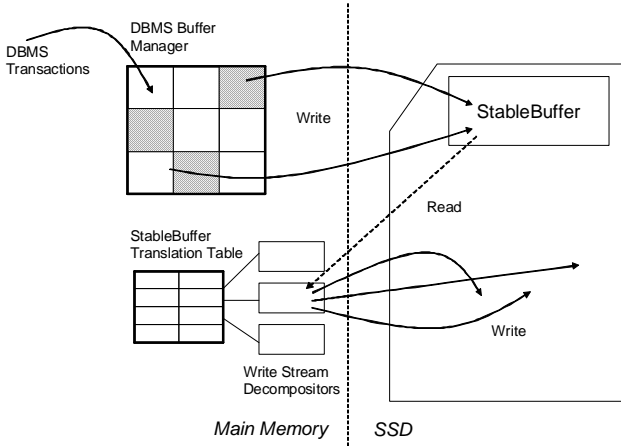 DBMS Buffer
Manager
DBMS
Transactions
Write
StableBuffer
Read
StableBuffer
Translation Table
Write
Write Stream
Decompositors
Main Memory
SSD